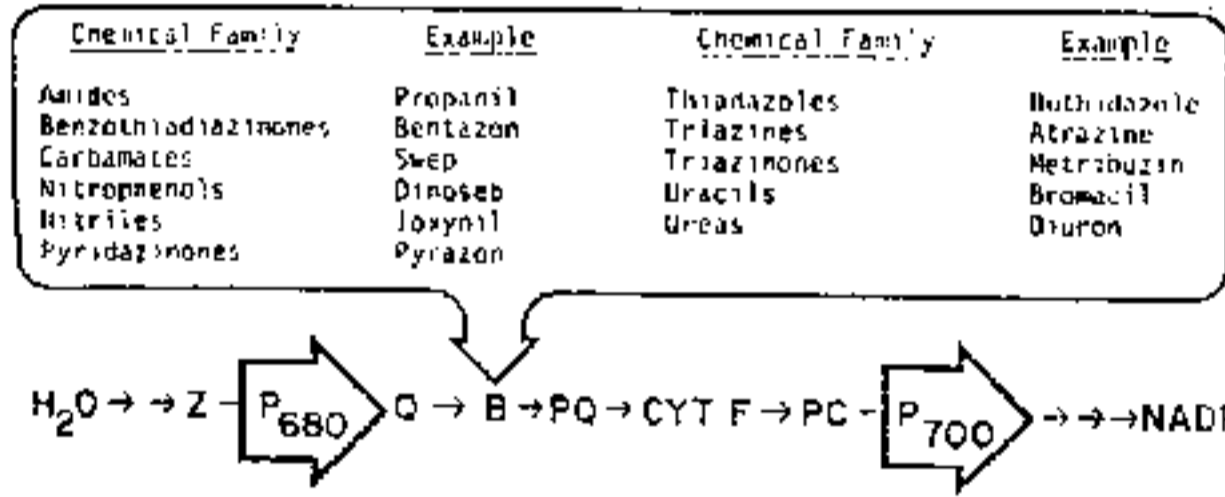 Chemical Family Example Chemical Family Example
Amides Propanil Thiadazoles Buthidazole
Benzothiadiazinones Bentazon Triazines Atrazine
Carbamates Swep Triazinones Metribuzin
Nitrophenols Dinoseb Uracils Bromacil
Nitriles Ioxynil Ureas Diuron
Pyridazinones Pyrazon
H₂O → → Z – P₆₈₀ Q → B → PQ → CYT F → PC – P₇₀₀ → → → NADP